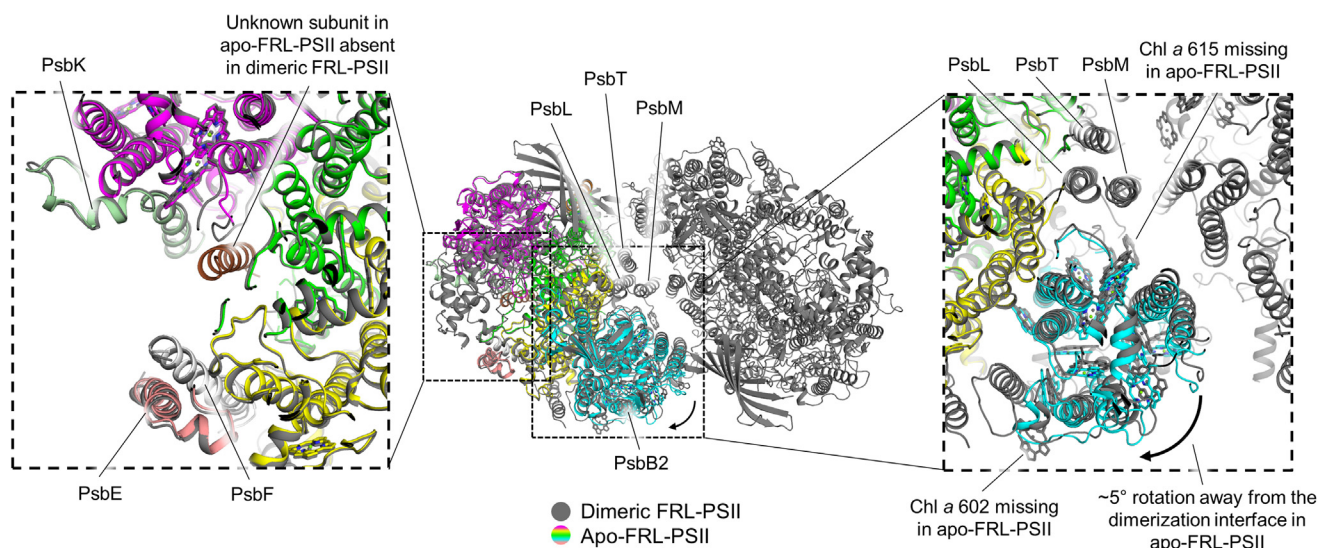 Unknown subunit in
apo-FRL-PSII absent
in dimeric FRL-PSII
PsbK
PsbE
PsbF
PsbT
PsbL
PsbM
PsbB2
Dimeric FRL-PSII
Apo-FRL-PSII
PsbL
PsbT
PsbM
Chl a 615 missing
in apo-FRL-PSII
Chl a 602 missing
in apo-FRL-PSII
~5° rotation away from the
dimerization interface in
apo-FRL-PSII